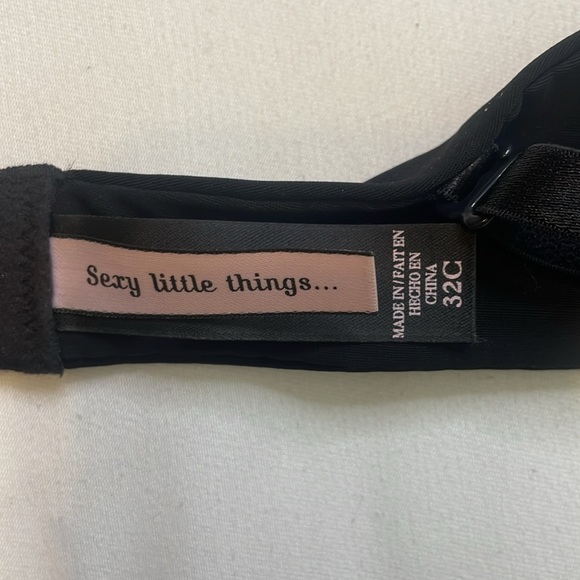 Sexy little things...
MADE IN / FAIT EN
HECHO EN
CHINA
32C